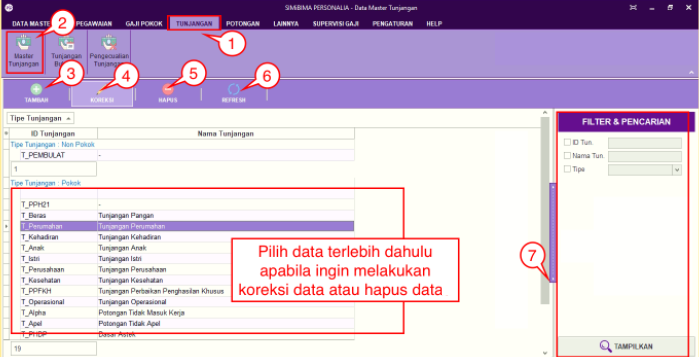 SIMBIMA PERSONALIA - Data Master Tunjangan
DATA MASTE
PEGAWAIAN
GAJI POKOK
TUNJANGAN
POTONGAN
LAINNYA
SUPERVISI GAJI
PENGATURAN
HELP
2
1
Master Tunjangan
Tunjangan
Pengecualian Tunjangan
3
4
5
6
TAMBAH
KOREKSI
HAPUS
REFRESH
Tipe Tunjangan
ID Tunjangan
Nama Tunjangan
Tipe Tunjangan : Non Pokok
T_PEMBULAT
-
1
Tipe Tunjangan : Pokok
T_PPH21
-
T_Beras
Tunjangan Pangan
T_Perumahan
Tunjangan Perumahan
T_Kehadiran
Tunjangan Kehadiran
T_Anak
Tunjangan Anak
T_Istri
Tunjangan Istri
T_Perusahaan
Tunjangan Perusahaan
T_Kesehatan
Tunjangan Kesehatan
T_PPFKH
Tunjangan Perbaikan Penghasilan Khusus
T_Operasional
Tunjangan Operasional
T_Alpha
Potongan Tidak Masuk Kerja
T_Apel
Potongan Tidak Apel
T_PHDP
Dasar Astek
19
Pilih data terlebih dahulu
apabila ingin melakukan
koreksi data atau hapus data
7
FILTER & PENCARIAN
ID Tun.
Nama Tun.
Tipe
TAMPILKAN